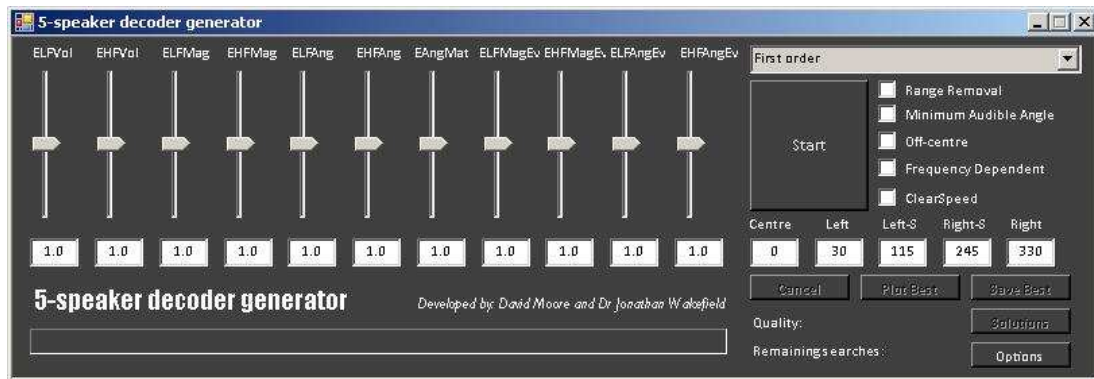 5-speaker decoder generator
ELFVol EHFVol ELFMag EHFMag ELFAng EHFAng EAngMat ELFMagEv EHFMagEv ELFAngEv EHFAngEv
First order
Start
Range Removal
Minimum Audible Angle
Off-centre
Frequency Dependent
ClearSpeed
Centre Left Left-S Right-S Right
1.0 1.0 1.0 1.0 1.0 1.0 1.0 1.0 1.0 1.0 1.0
0 30 115 245 330
Cancel Plot Best Save Best
5-speaker decoder generator
Developed by: David Moore and Dr Jonathan Wakefield
Quality:
Solutions
Remaining searches:
Options